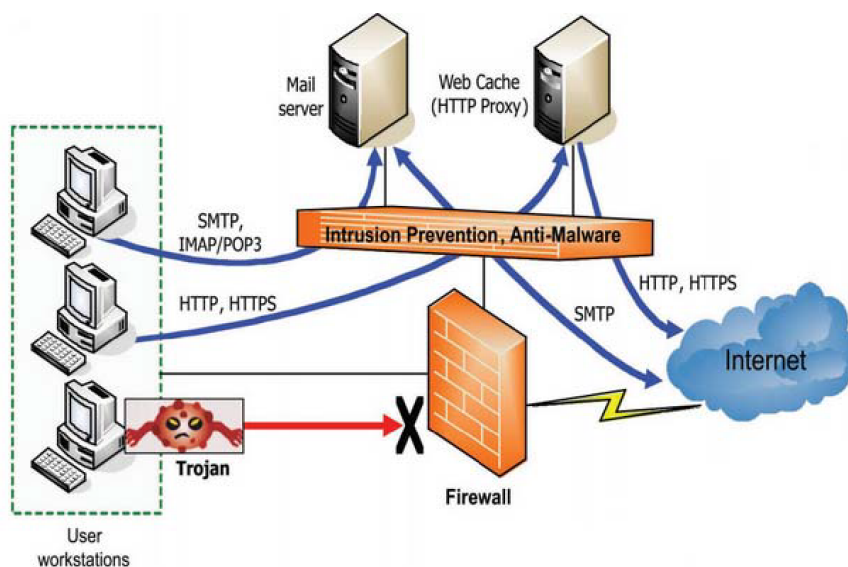 Mail
server
Web Cache
(HTTP Proxy)
SMTP,
IMAP/POP3
Intrusion Prevention, Anti-Malware
HTTP, HTTPS
HTTP, HTTPS
SMTP
Internet
Trojan
X
Firewall
User
workstations